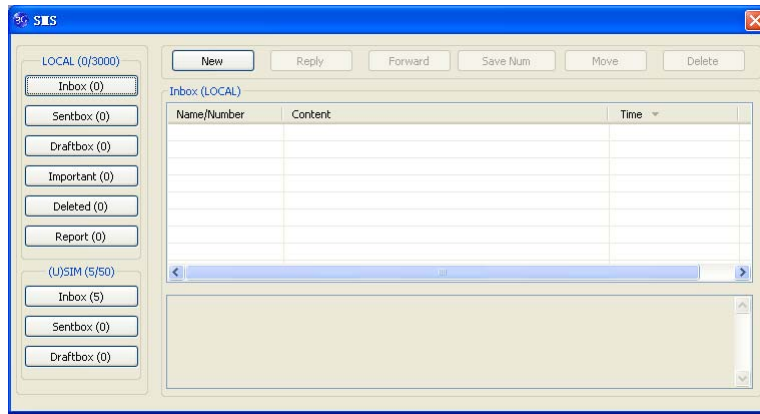 SMS
LOCAL (0/3000)
Inbox (0)
Sentbox (0)
Draftbox (0)
Important (0)
Deleted (0)
Report (0)
(U)SIM (5/50)
Inbox (5)
Sentbox (0)
Draftbox (0)
New Reply Forward Save Num Move Delete
Inbox (LOCAL)
Name/Number Content Time